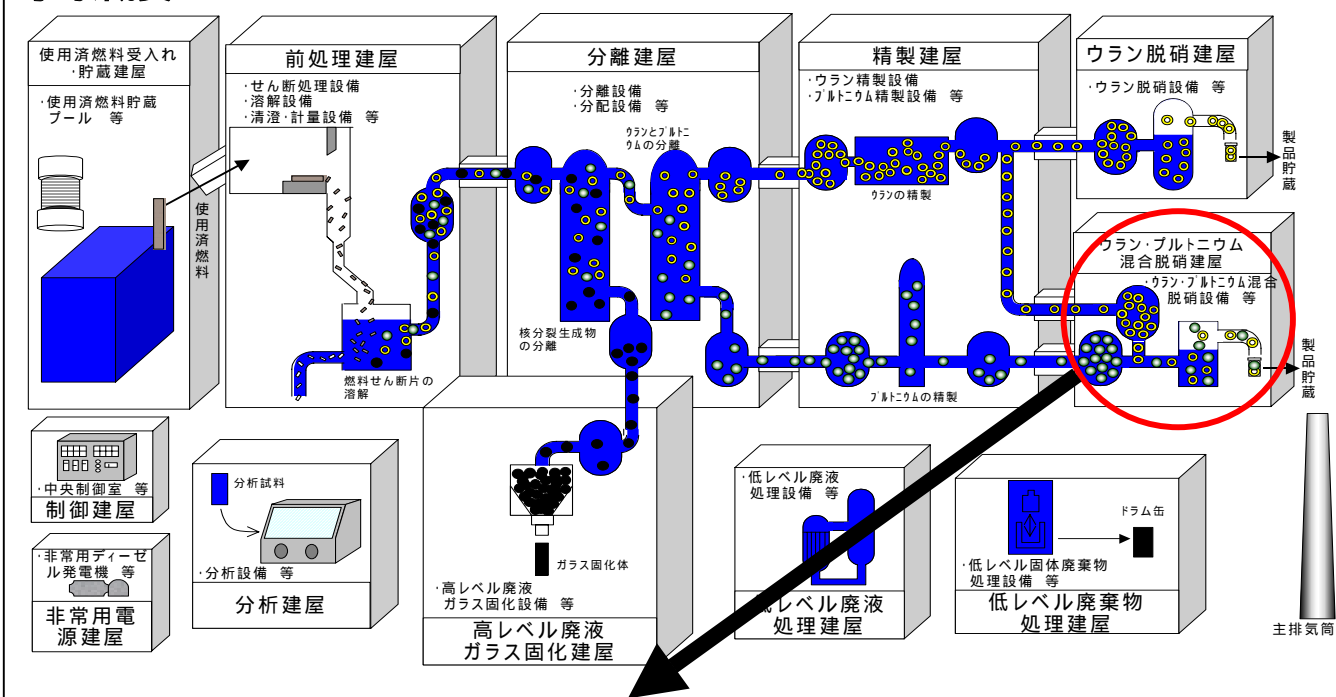 使用済燃料受入れ
・貯蔵建屋
・使用済燃料貯蔵
プール 等
使用済燃料
前処理建屋
・せん断処理設備
・溶解設備
・清澄・計量設備 等
燃料せん断片の
溶解
分離建屋
・分離設備
・分配設備 等
ウランとプルトニ
ウムの分離
核分裂生成物
の分離
精製建屋
・ウラン精製設備
・プルトニウム精製設備 等
ウランの精製
プルトニウムの精製
ウラン脱硝建屋
・ウラン脱硝設備 等
製品貯蔵
ウラン・プルトニウム
混合脱硝建屋
・ウラン・プルトニウム混合
脱硝設備 等
製品貯蔵
・中央制御室 等
制御建屋
・非常用ディーゼ
ル発電機 等
非常用電
源建屋
分析試料
・分析設備 等
分析建屋
ガラス固化体
・高レベル廃液
ガラス固化設備 等
高レベル廃液
ガラス固化建屋
・低レベル廃液
処理設備 等
低レベル廃液
処理建屋
ドラム缶
・低レベル固体廃棄物
処理設備 等
低レベル廃棄物
処理建屋
主排気筒